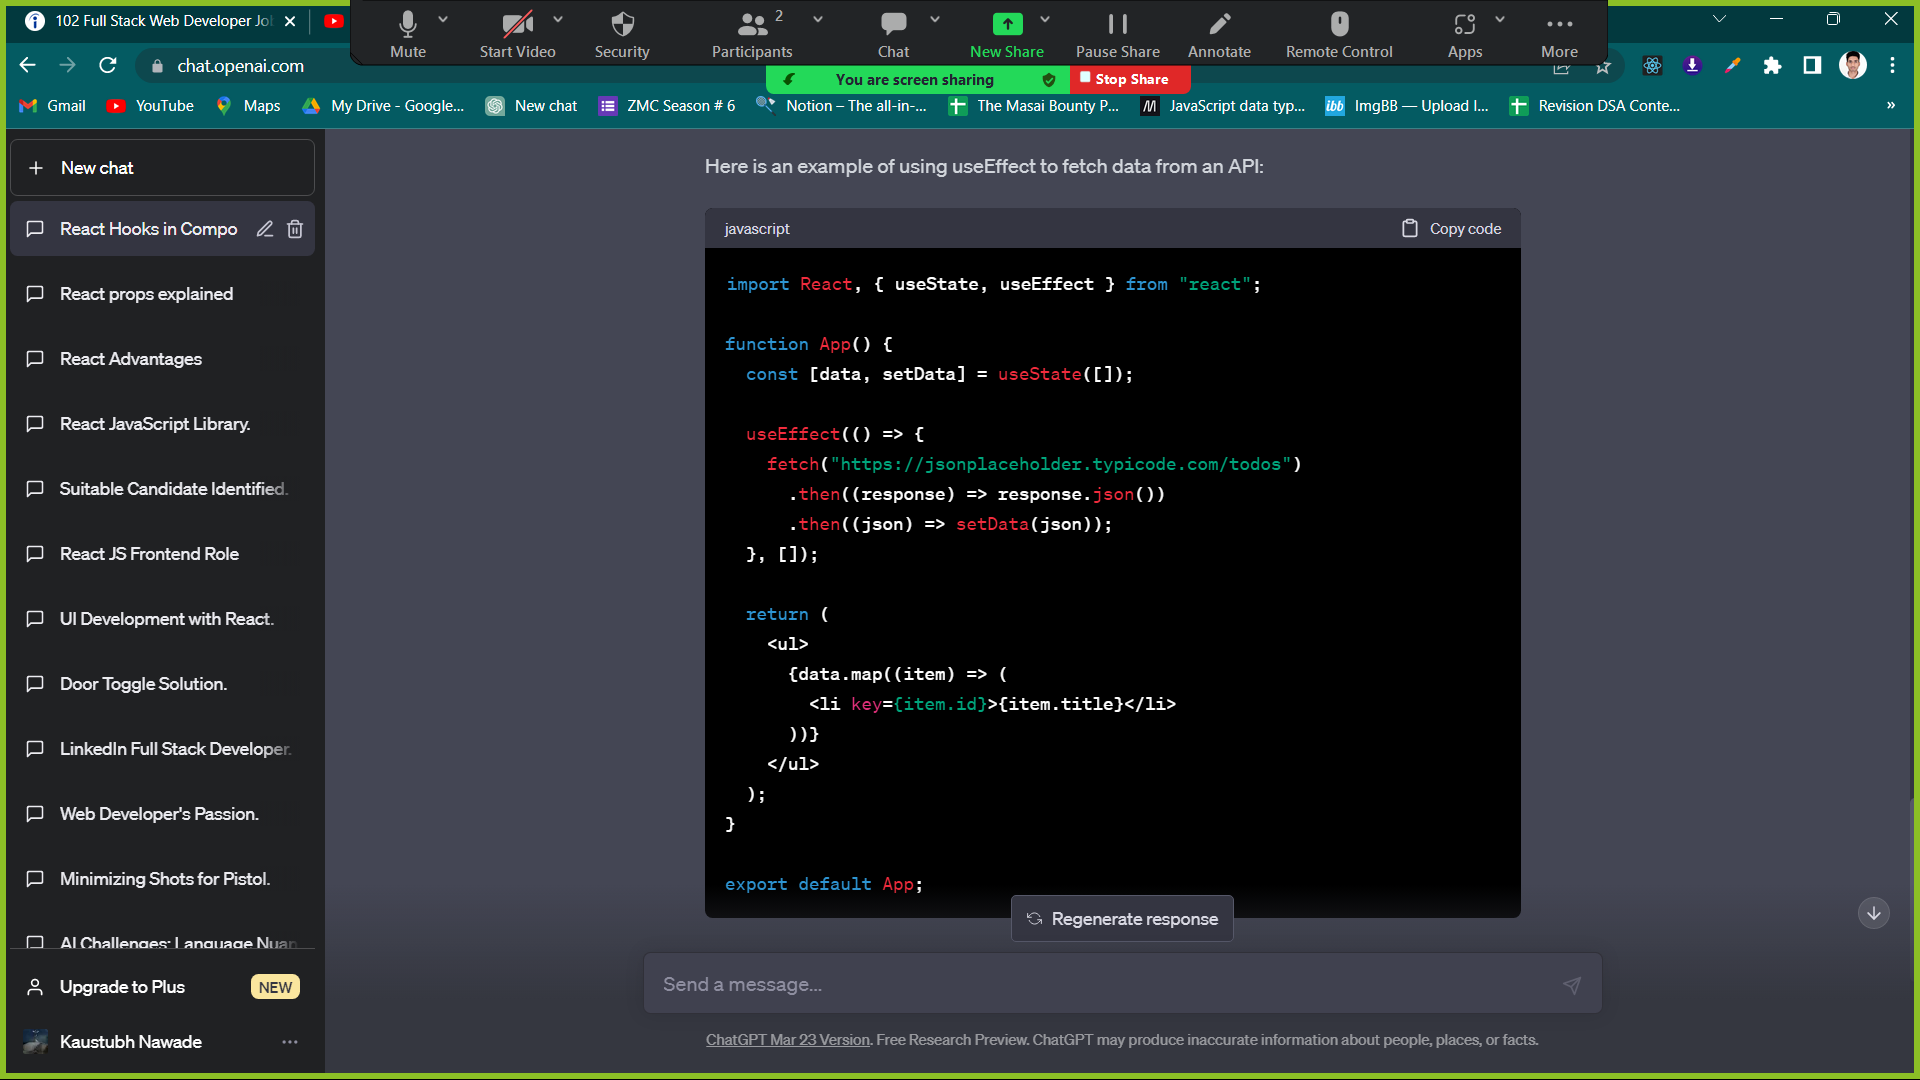 102 Full Stack Web Developer Jo
Mute
Start Video
Security
Participants
2
Chat
New Share
Pause Share
Annotate
Remote Control
Apps
More
You are screen sharing
Stop Share
chat.openai.com
Gmail
YouTube
Maps
My Drive - Google...
New chat
ZMC Season # 6
Notion – The all-in-...
The Masai Bounty P...
JavaScript data typ...
ibb
ImgBB — Upload I...
Revision DSA Conte...
»
New chat
React Hooks in Compo
React props explained
React Advantages
React JavaScript Library.
Suitable Candidate Identified.
React JS Frontend Role
UI Development with React.
Door Toggle Solution.
LinkedIn Full Stack Developer.
Web Developer's Passion.
Minimizing Shots for Pistol.
AI Challenges: Language Nuan
Upgrade to Plus
NEW
Kaustubh Nawade
Here is an example of using useEffect to fetch data from an API:
javascript
Copy code
import React, { useState, useEffect } from "react";
function App() {
const [data, setData] = useState([]);
useEffect(() => {
fetch("https://jsonplaceholder.typicode.com/todos")
.then((response) => response.json())
.then((json) => setData(json));
}, []);
return (
<ul>
{data.map((item) => (
<li key={item.id}>{item.title}</li>
))}
</ul>
);
}
export default App;
Regenerate response
Send a message...
ChatGPT Mar 23 Version. Free Research Preview. ChatGPT may produce inaccurate information about people, places, or facts.